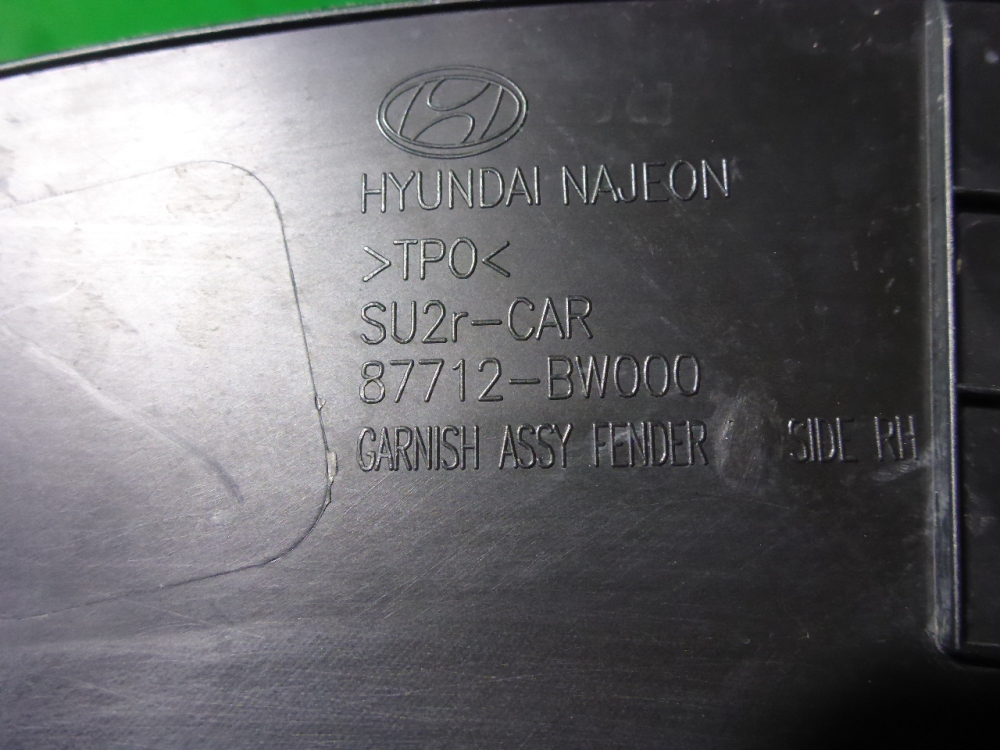 HYUNDAI NAJEON
>TPO<
SU2r-CAR
87712-BW000
GARNISH ASSY FENDER SIDE RH